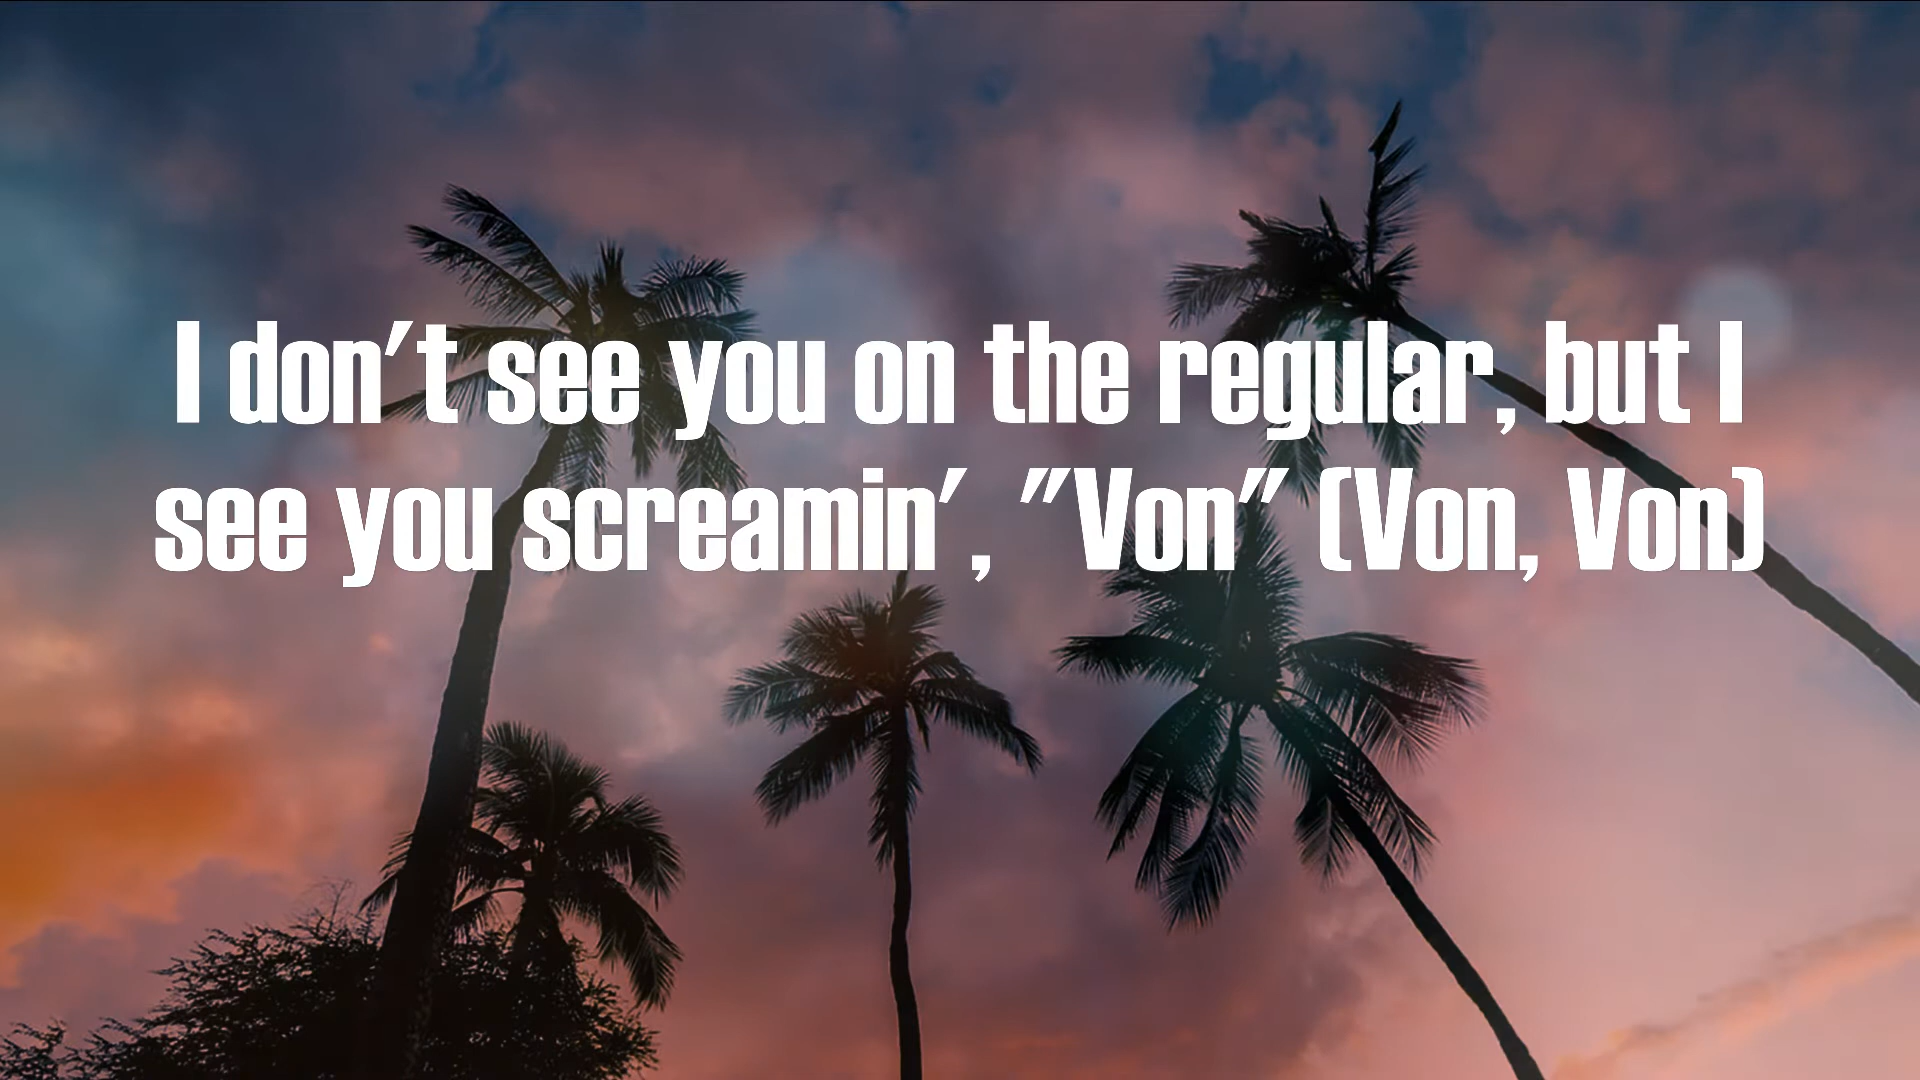 I don't see you on the regular, but I
see you screamin', "Von" (Von, Von)